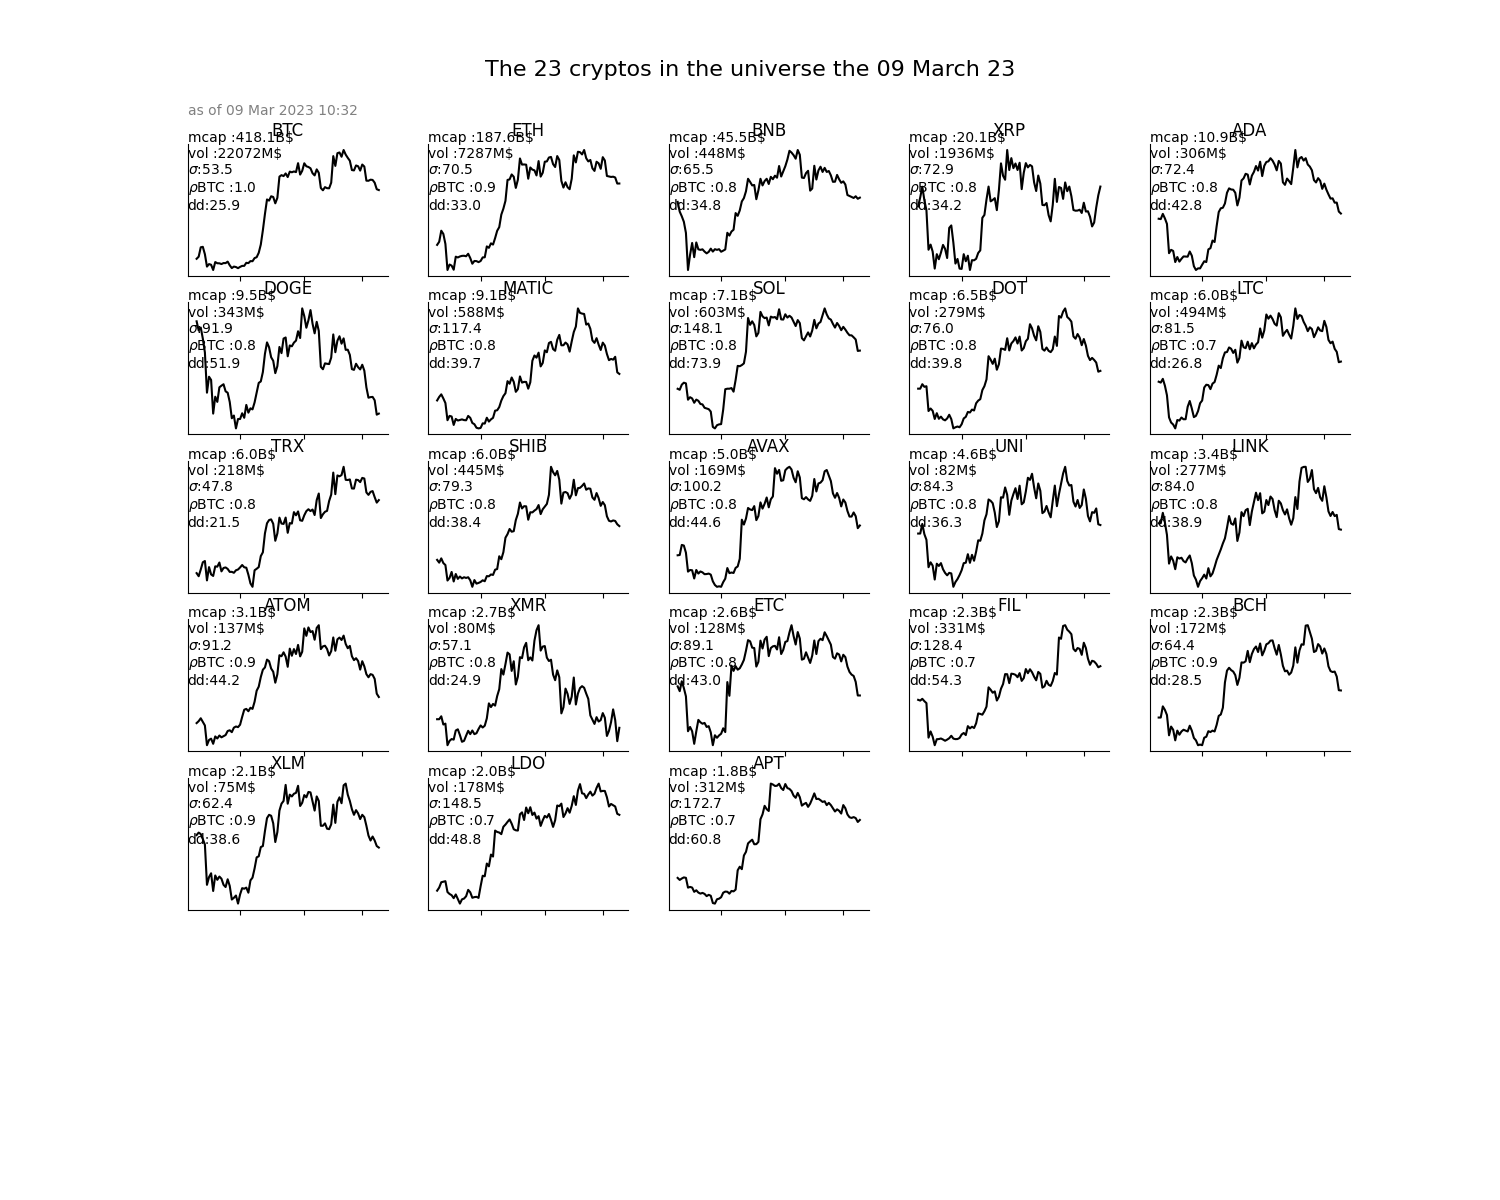 The 23 cryptos in the universe the 09 March 23
as of 09 Mar 2023 10:32
BTC
mcap :418.1B$
vol :22072M$
σ:53.5
ρBTC :1.0
dd:25.9
ETH
mcap :187.6B$
vol :7287M$
σ:70.5
ρBTC :0.9
dd:33.0
BNB
mcap :45.5B$
vol :448M$
σ:65.5
ρBTC :0.8
dd:34.8
XRP
mcap :20.1B$
vol :1936M$
σ:72.9
ρBTC :0.8
dd:34.2
ADA
mcap :10.9B$
vol :306M$
σ:72.4
ρBTC :0.8
dd:42.8
DOGE
mcap :9.5B$
vol :343M$
σ:91.9
ρBTC :0.8
dd:51.9
MATIC
mcap :9.1B$
vol :588M$
σ:117.4
ρBTC :0.8
dd:39.7
SOL
mcap :7.1B$
vol :603M$
σ:148.1
ρBTC :0.8
dd:73.9
DOT
mcap :6.5B$
vol :279M$
σ:76.0
ρBTC :0.8
dd:39.8
LTC
mcap :6.0B$
vol :494M$
σ:81.5
ρBTC :0.7
dd:26.8
TRX
mcap :6.0B$
vol :218M$
σ:47.8
ρBTC :0.8
dd:21.5
SHIB
mcap :6.0B$
vol :445M$
σ:79.3
ρBTC :0.8
dd:38.4
AVAX
mcap :5.0B$
vol :169M$
σ:100.2
ρBTC :0.8
dd:44.6
UNI
mcap :4.6B$
vol :82M$
σ:84.3
ρBTC :0.8
dd:36.3
LINK
mcap :3.4B$
vol :277M$
σ:84.0
ρBTC :0.8
dd:38.9
ATOM
mcap :3.1B$
vol :137M$
σ:91.2
ρBTC :0.9
dd:44.2
XMR
mcap :2.7B$
vol :80M$
σ:57.1
ρBTC :0.8
dd:24.9
ETC
mcap :2.6B$
vol :128M$
σ:89.1
ρBTC :0.8
dd:43.0
FIL
mcap :2.3B$
vol :331M$
σ:128.4
ρBTC :0.7
dd:54.3
BCH
mcap :2.3B$
vol :172M$
σ:64.4
ρBTC :0.9
dd:28.5
XLM
mcap :2.1B$
vol :75M$
σ:62.4
ρBTC :0.9
dd:38.6
LDO
mcap :2.0B$
vol :178M$
σ:148.5
ρBTC :0.7
dd:48.8
APT
mcap :1.8B$
vol :312M$
σ:172.7
ρBTC :0.7
dd:60.8